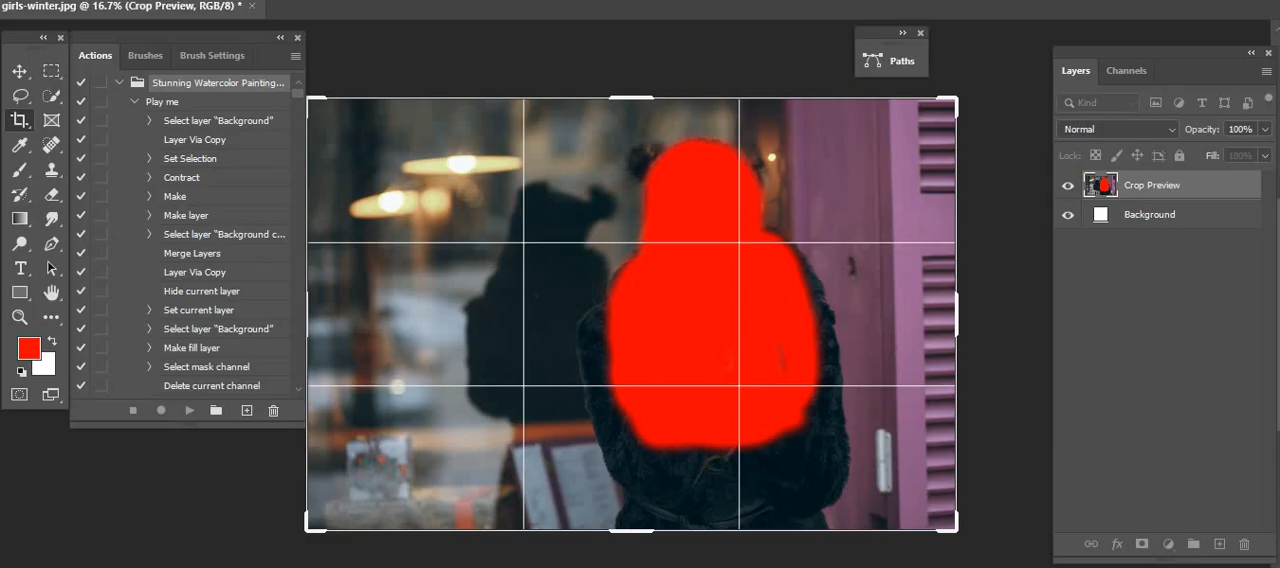 girls-winter.jpg @ 16.7% (Crop Preview, RGB/8) *
Actions
Brushes
Brush Settings
Stunning Watercolor Painting...
Play me
Select layer “Background”
Layer Via Copy
Set Selection
Contract
Make
Make layer
Select layer “Background c...
Merge Layers
Layer Via Copy
Hide current layer
Set current layer
Select layer “Background”
Make fill layer
Select mask channel
Delete current channel
Paths
Layers
Channels
Kind
Normal
Opacity: 100%
Lock:
Fill: 100%
Crop Preview
Background